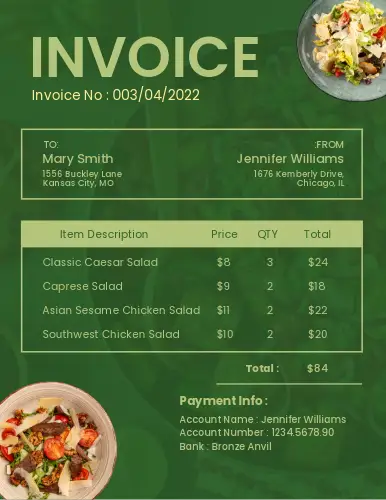 INVOICE
Invoice No : 003/04/2022
TO: :FROM
Mary Smith Jennifer Williams
1556 Buckley Lane 1676 Kemberly Drive,
Kansas City, MO Chicago, IL
Item Description Price QTY Total
Classic Caesar Salad $8 3 $24
Caprese Salad $9 2 $18
Asian Sesame Chicken Salad $11 2 $22
Southwest Chicken Salad $10 2 $20
Total : $84
Payment Info :
Account Name : Jennifer Williams
Account Number : 1234.5678.90
Bank : Bronze Anvil